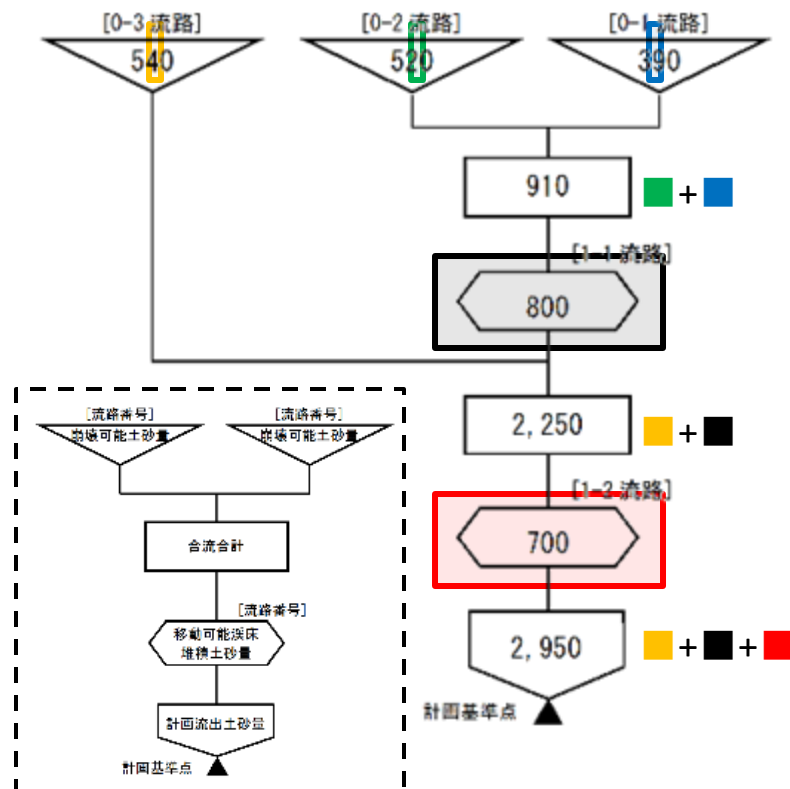 [0-3 流路] [0-2 流路] [0-1 流路]
540 520 390
910 +
[1-1 流路]
800
2,250 +
[1-2 流路]
700
2,950 + +
計画基準点
[流路番号] [流路番号]
崩壊可能土砂量 崩壊可能土砂量
合流合計
[流路番号]
移動可能渓床
堆積土砂量
計画流出土砂量
計画基準点